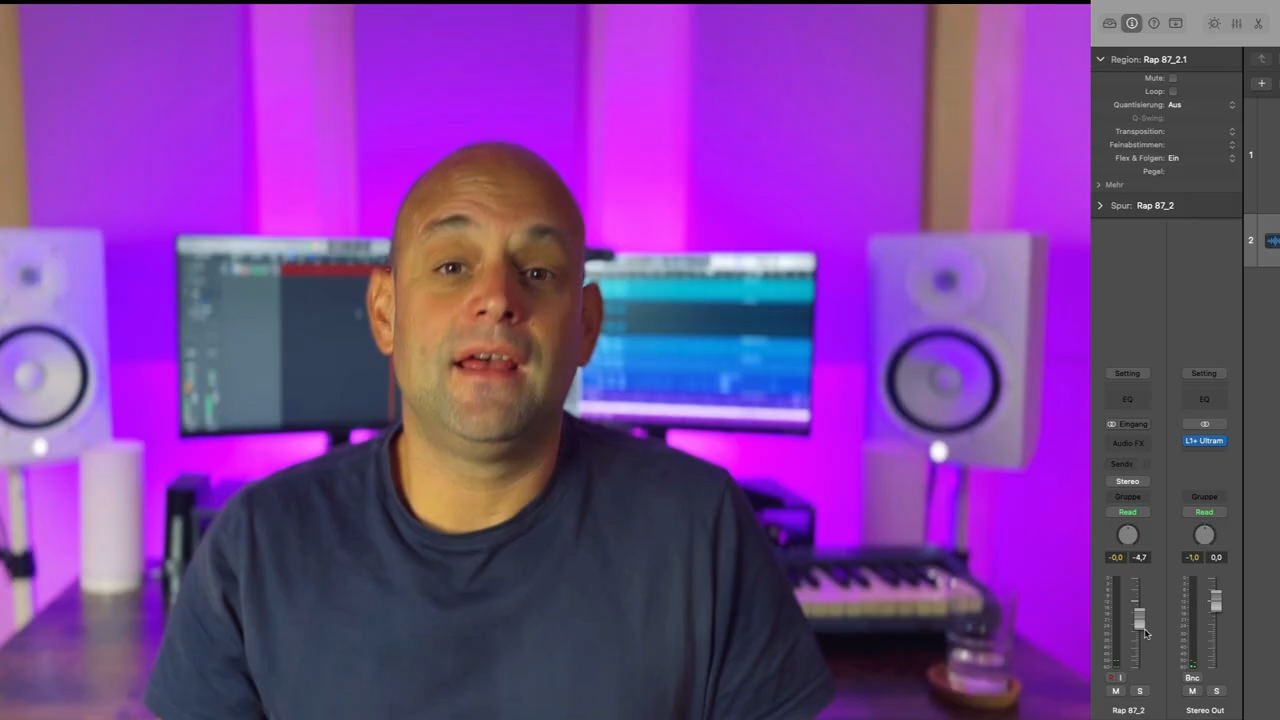 Region: Rap 87_2.1
Mute:
Loop:
Quantisierung: Aus
Q-Swing:
Transposition:
Feinabstimmen:
Flex & Folgen: Ein
Pegel:
Mehr
Spur: Rap 87_2
1
2
Setting Setting
EQ EQ
Eingang
Audio FX L1+ Ultram
Sends
Stereo
Gruppe Gruppe
Read Read
-0,0 -4,7 -1,0 0,0
R I Bnc
M S M S
Rap 87_2 Stereo Out